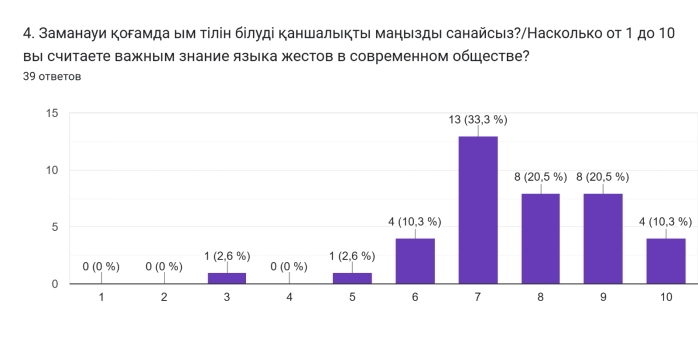 4. Заманауи қоғамда ым тілін білуді қаншалықты маңызды санайсыз?/Насколько от 1 до 10
вы считаете важным знание языка жестов в современном обществе?
39 ответов
15
10
5
0
0 (0 %)
0 (0 %)
1 (2,6 %)
0 (0 %)
1 (2,6 %)
4 (10,3 %)
13 (33,3 %)
8 (20,5 %)
8 (20,5 %)
4 (10,3 %)
1 2 3 4 5 6 7 8 9 10